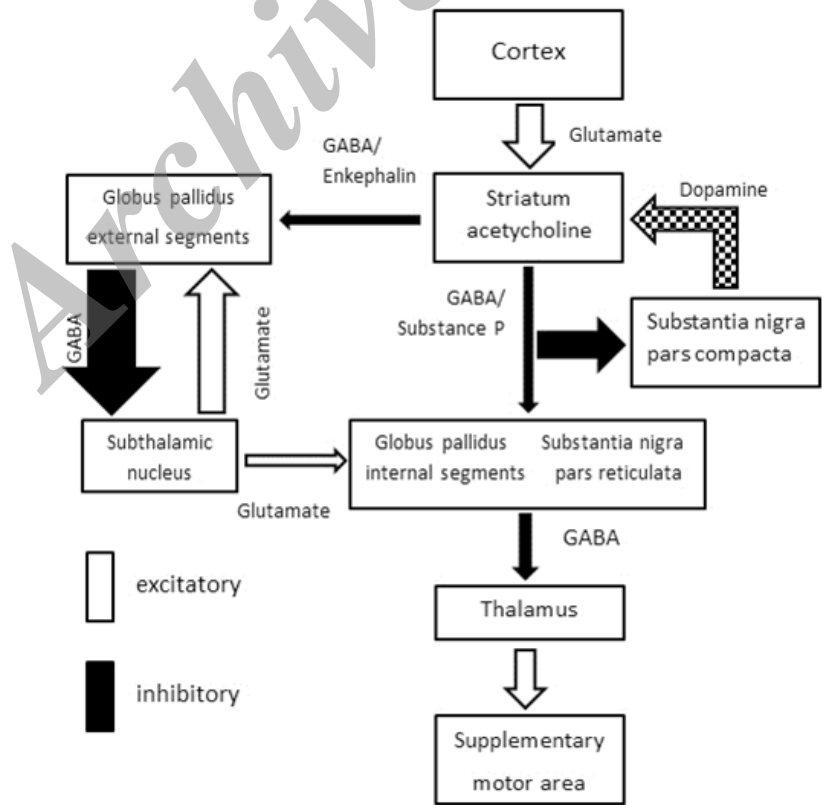 Archive
Cortex
Glutamate
GABA/
Enkephalin
Dopamine
Globus pallidus
external segments
Striatum
acetycholine
GABA
Glutamate
GABA/
Substance P
Substantia nigra
pars compacta
Subthalamic
nucleus
Globus pallidus Substantia nigra
internal segments pars reticulata
Glutamate
GABA
excitatory
Thalamus
inhibitory
Supplementary
motor area